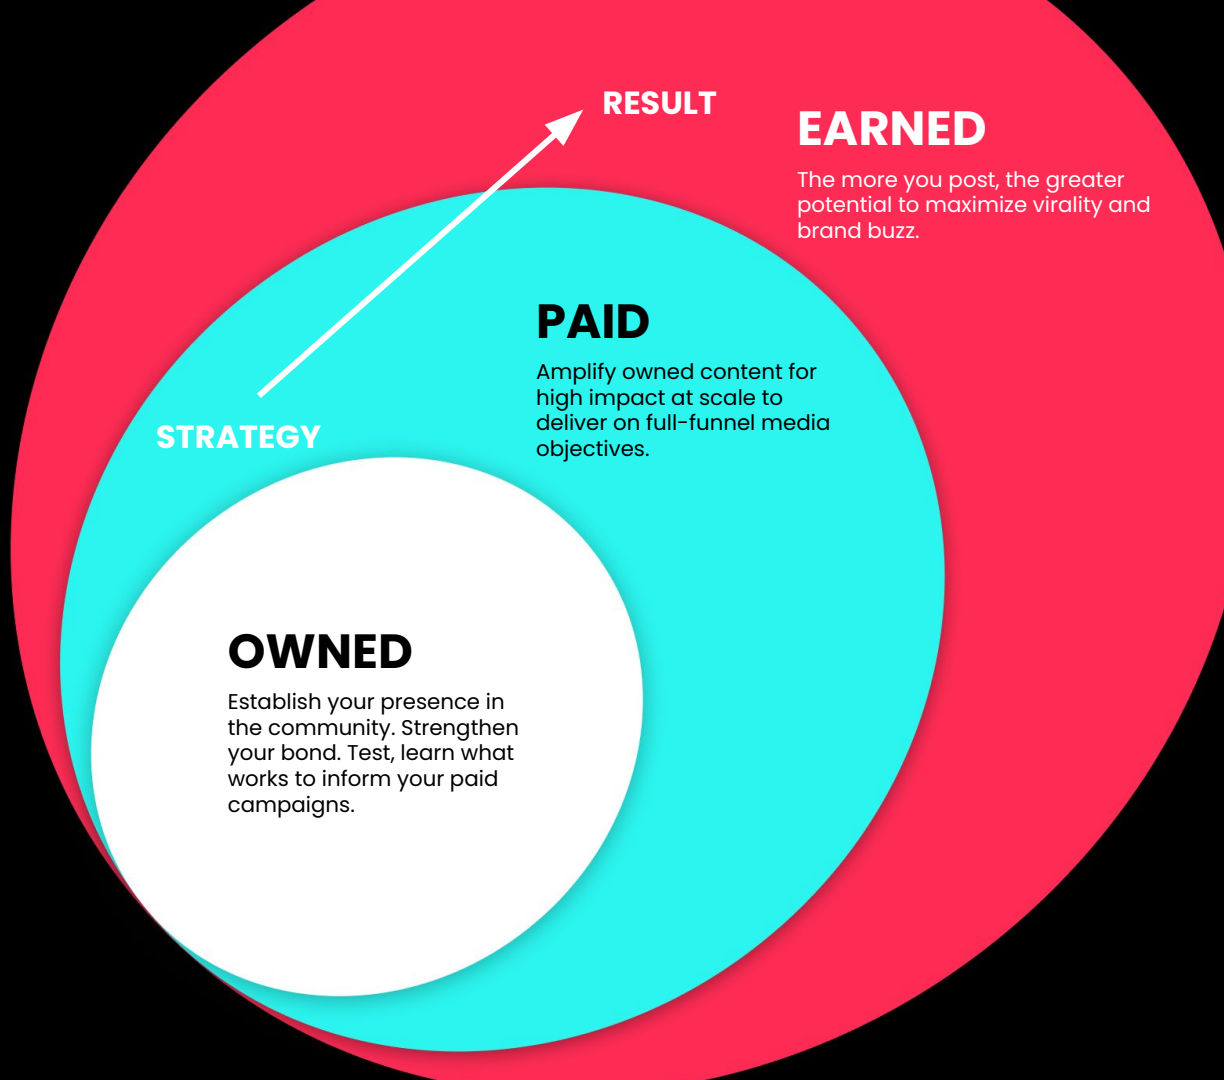 RESULT
EARNED
The more you post, the greater
potential to maximize virality and
brand buzz.
PAID
Amplify owned content for
high impact at scale to
deliver on full-funnel media
objectives.
STRATEGY
OWNED
Establish your presence in
the community. Strengthen
your bond. Test, learn what
works to inform your paid
campaigns.